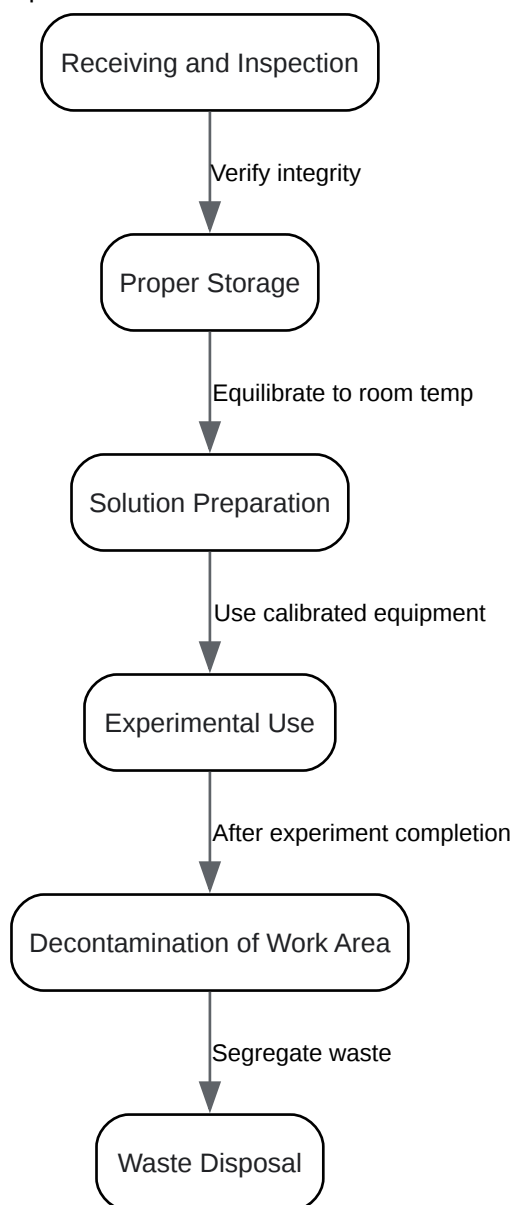 Receiving and Inspection
Verify integrity
Proper Storage
Equilibrate to room temp
Solution Preparation
Use calibrated equipment
Experimental Use
After experiment completion
Decontamination of Work Area
Segregate waste
Waste Disposal